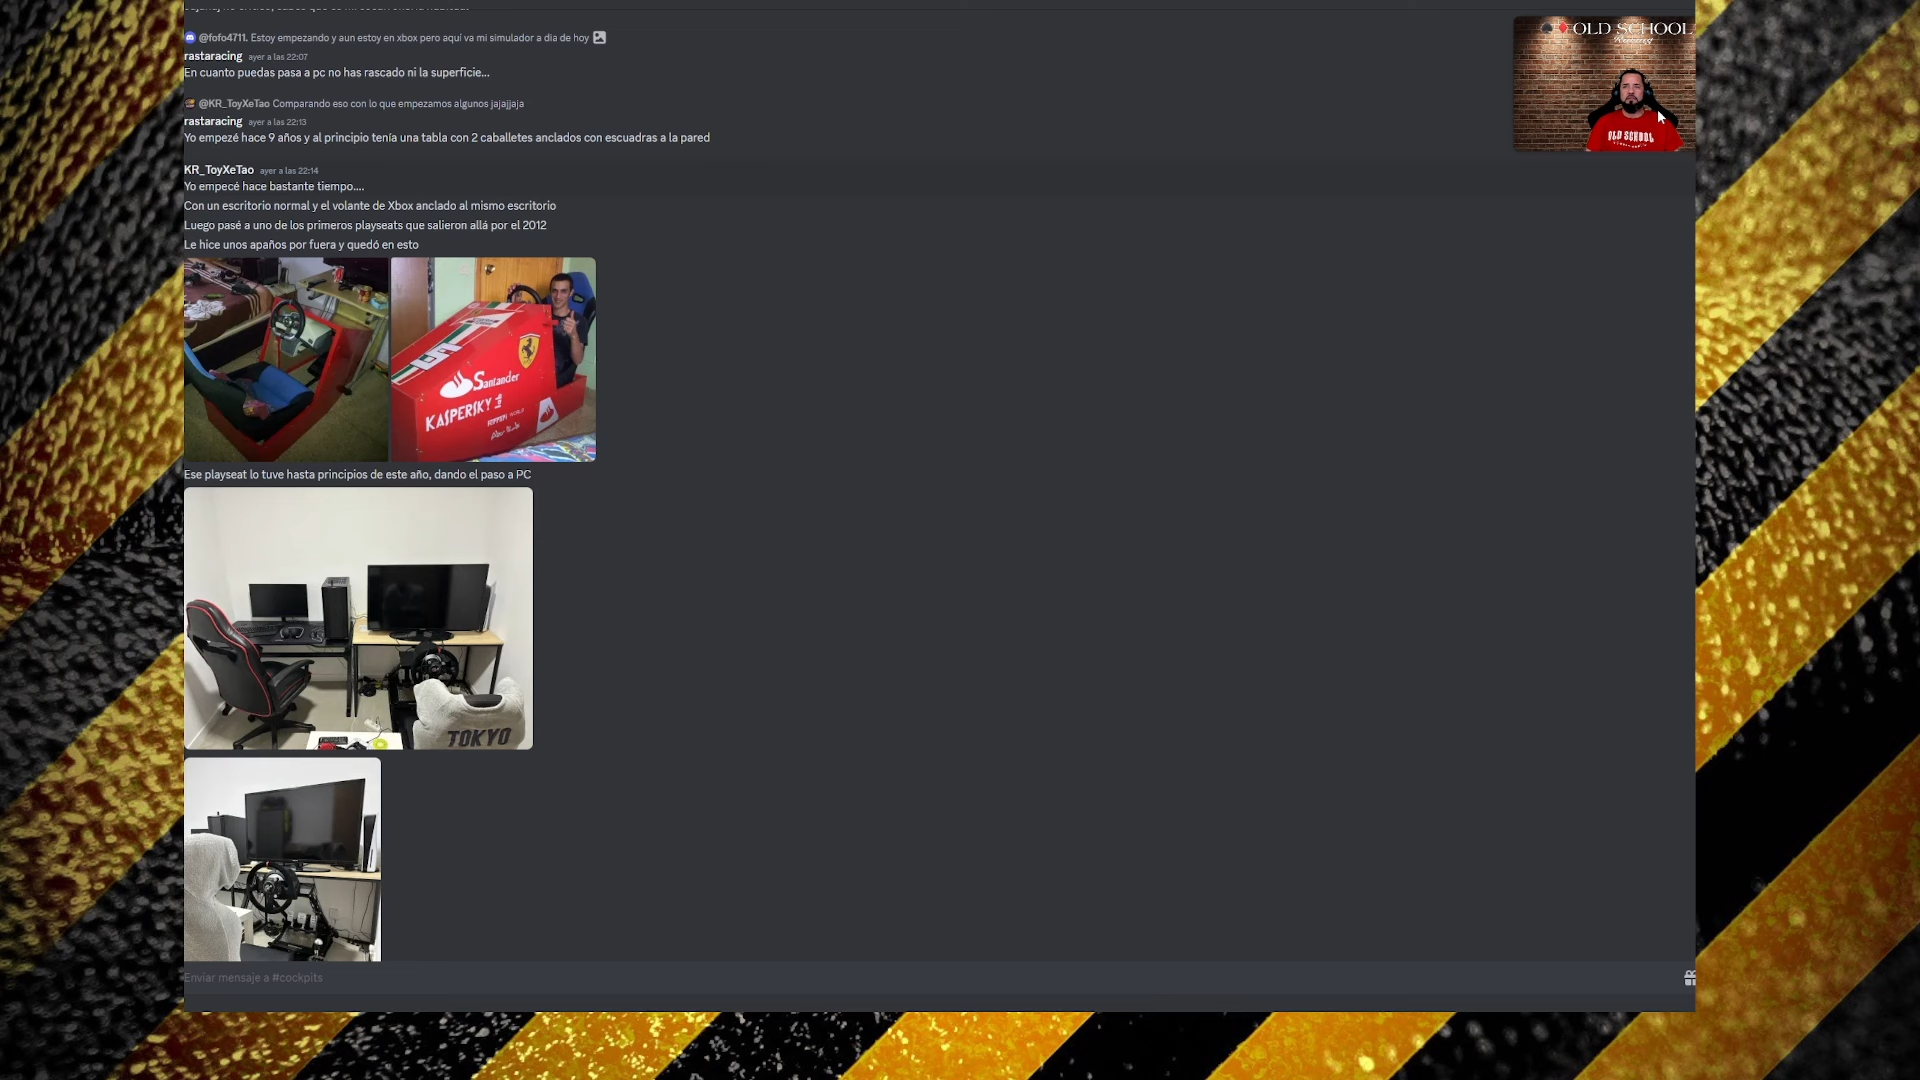 @fofo4711. Estoy empezando y aun estoy en xbox pero aquí va mi simulador a dia de hoy
rastaracing ayer a las 22:07
En cuanto puedas pasa a pc no has rascado ni la superficie...
@KR_ToyXeTao Comparando eso con lo que empezamos algunos jajajjaja
rastaracing ayer a las 22:13
Yo empezé hace 9 años y al principio tenía una tabla con 2 caballetes anclados con escuadras a la pared
KR_ToyXeTao ayer a las 22:14
Yo empecé hace bastante tiempo....
Con un escritorio normal y el volante de Xbox anclado al mismo escritorio
Luego pasé a uno de los primeros playseats que salieron allá por el 2012
Le hice unos apaños por fuera y quedó en esto
5
Santander
KASPERSKY lab
Ese playseat lo tuve hasta principios de este año, dando el paso a PC
TOKYO
Enviar mensaje a #cockpits
OLD SCHOOL
Racing
OLD SCHOOL